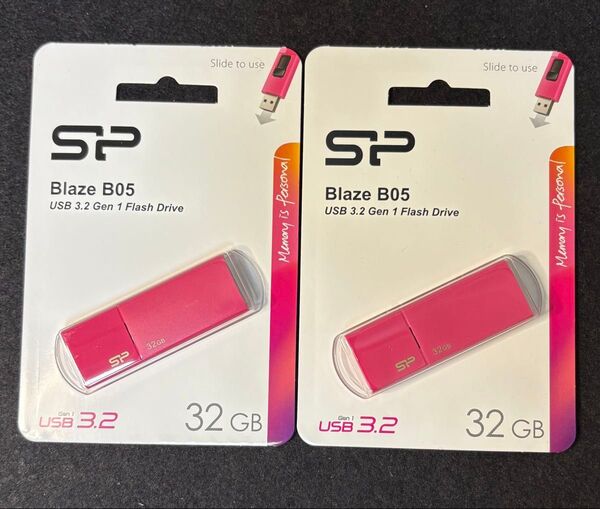 Slide to use
SP
Blaze B05
USB 3.2 Gen 1 Flash Drive
Memory is Personal
SP
32GB
Gen 1
USB 3.2
32 GB
Slide to use
SP
Blaze B05
USB 3.2 Gen 1 Flash Drive
Memory is Personal
SP
32GB
Gen 1
USB 3.2
32 GB